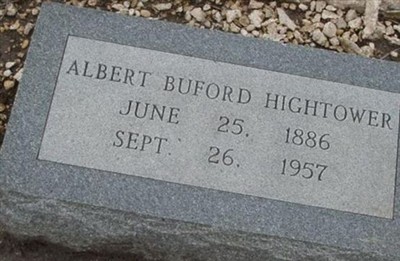 ALBERT BUFORD HIGHTOWER
JUNE 25, 1886
SEPT. 26, 1957